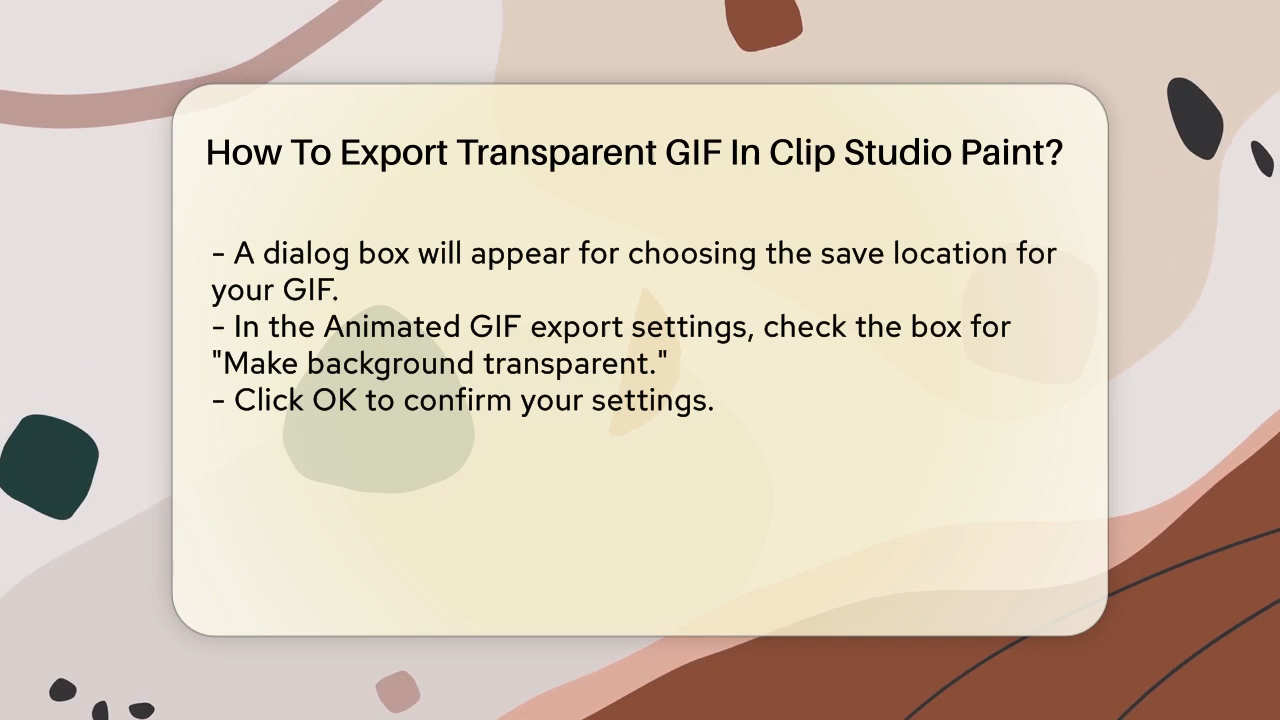 How To Export Transparent GIF In Clip Studio Paint?
- A dialog box will appear for choosing the save location for
your GIF.
- In the Animated GIF export settings, check the box for
"Make background transparent."
- Click OK to confirm your settings.